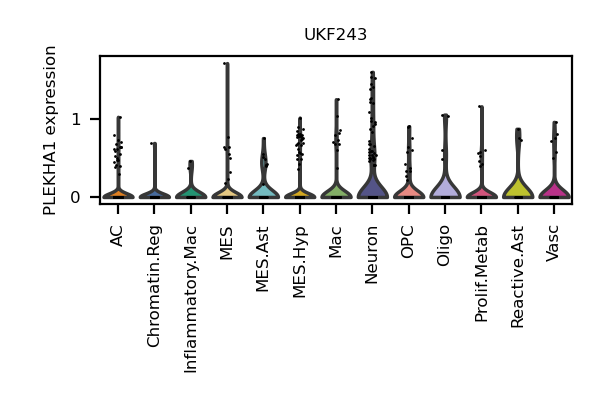 UKF243
PLEKHA1 expression
1
0
AC
Chromatin.Reg
Inflammatory.Mac
MES
MES.Ast
MES.Hyp
Mac
Neuron
OPC
Oligo
Prolif.Metab
Reactive.Ast
Vasc